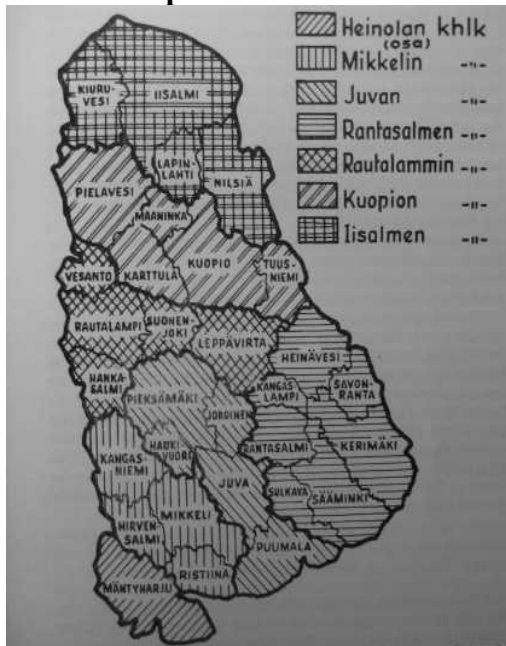 Heinolan khlk
(osa)
Mikkelin -"-
Juvan -"-
Rantasalmen -"-
Rautalammin -"-
Kuopion -"-
Iisalmen -"-
KIURU-
VESI
IISALMI
LAPIN-
LAHTI
NILSIÄ
PIELAVESI
MAANINKA
KUOPIO
TUUS-
NIEMI
VESANTO
KARTTULA
RAUTALAMPI
SUONEN-
JOKI
LEPPÄVIRTA
HEINÄVESI
HANKA-
SALMI
PIEKSÄMÄKI
KANGAS-
LAMPI
SAVON-
RANTA
JOROINEN
RANTASALMI
KERIMÄKI
HAUKI-
VUORI
KANGAS-
NIEMI
JUVA
SULKAVA
SÄÄMINKI
MIKKELI
HIRVEN-
SALMI
PUUMALA
RISTIINA
MÄNTYHARJU